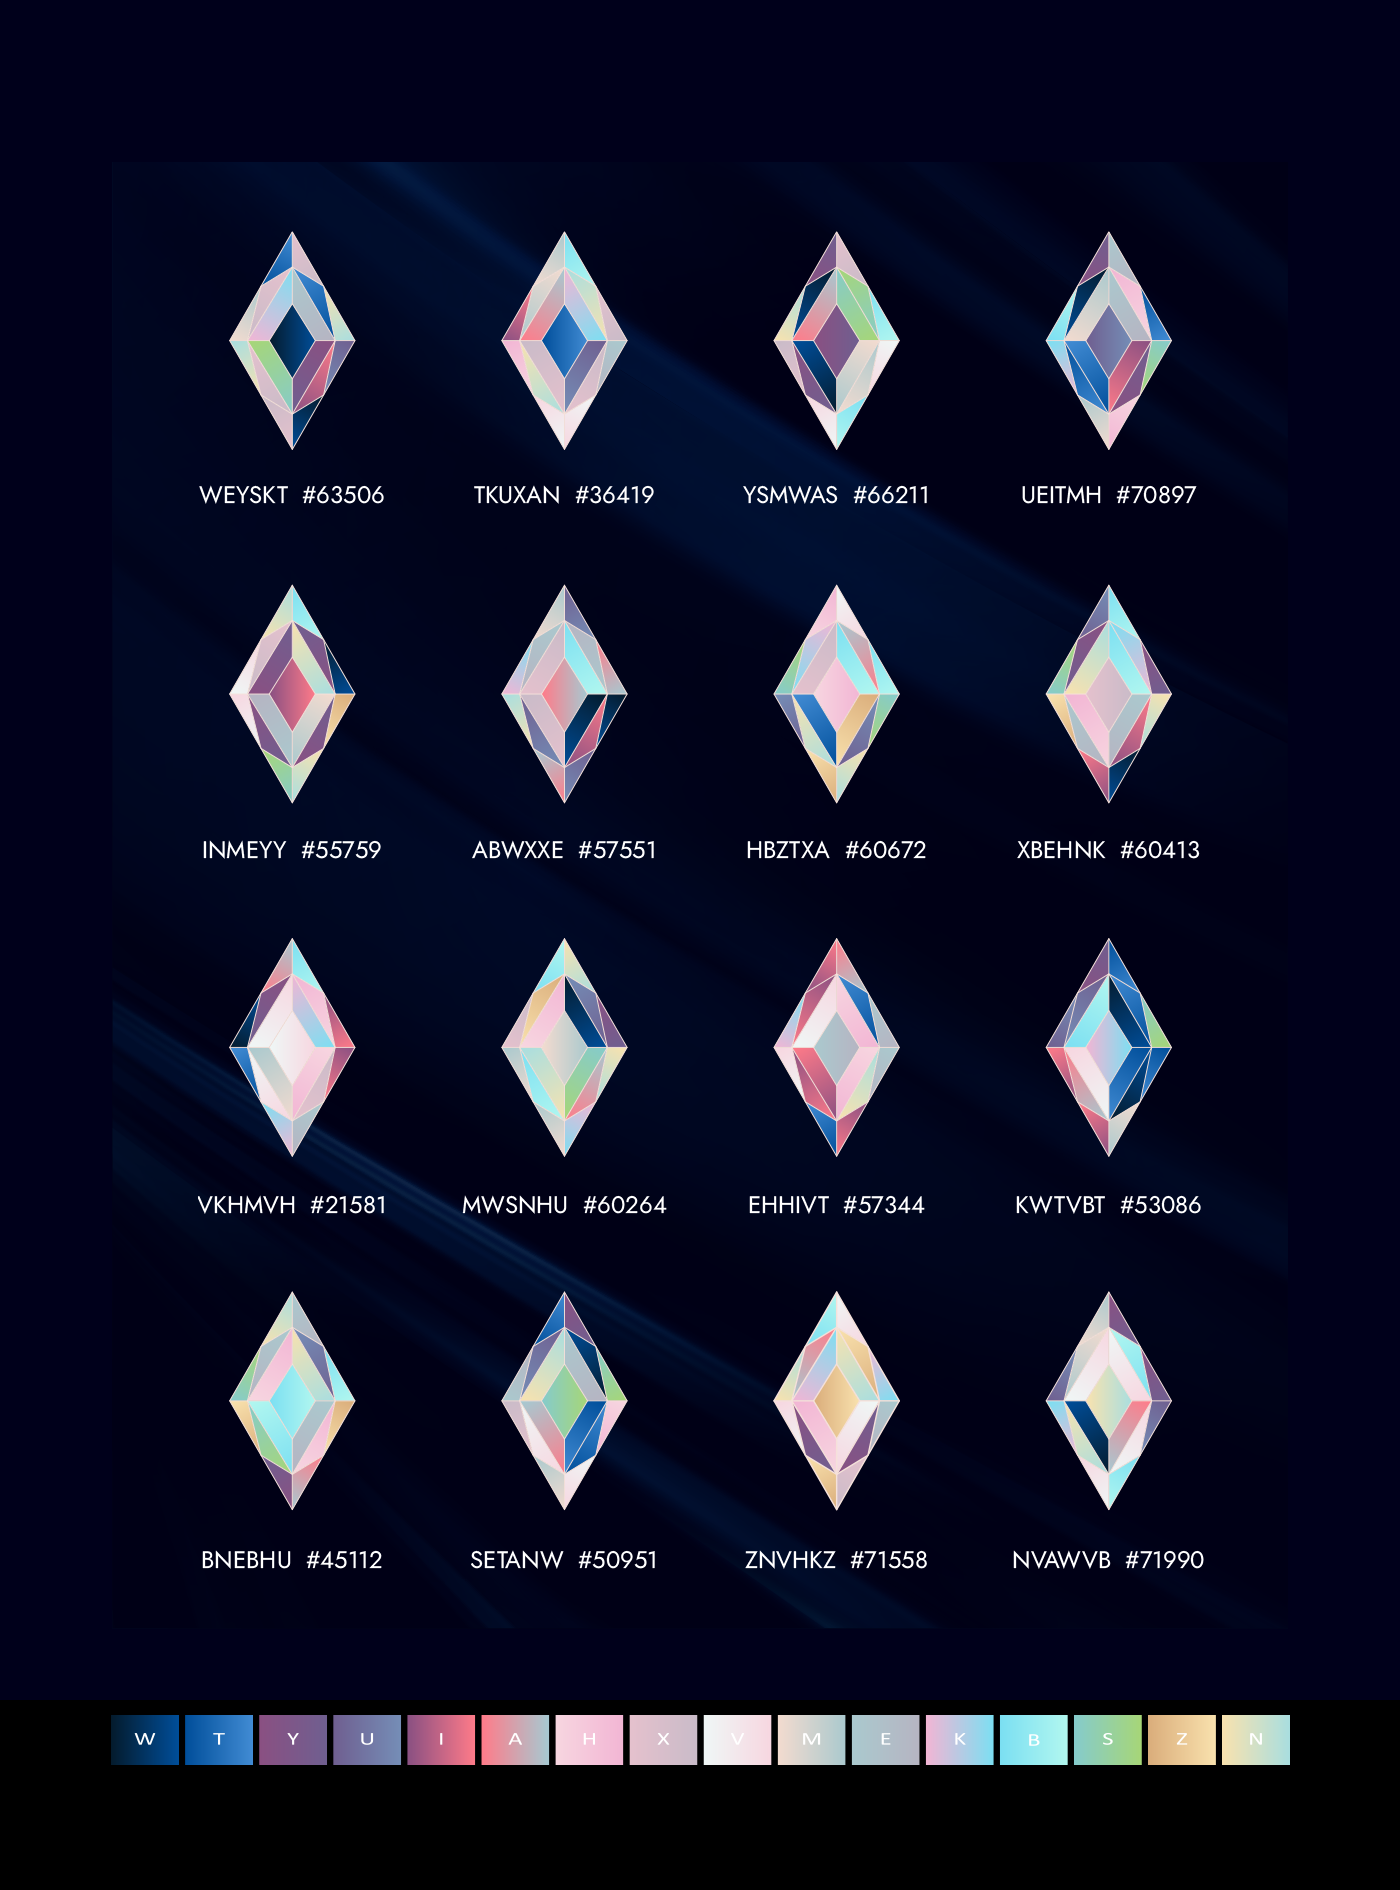 WEYSKT #63506
TKUXAN #36419
YSMWAS #66211
UEITMH #70897
INMEYY #55759
ABWXXE #57551
HBZTXA #60672
XBEHNK #60413
VKHMVH #21581
MWSNHU #60264
EHHIVT #57344
KWTVBT #53086
BNEBHU #45112
SETANW #50951
ZNVHKZ #71558
NVAWVB #71990
W T Y U I A H X V M E K B S Z N